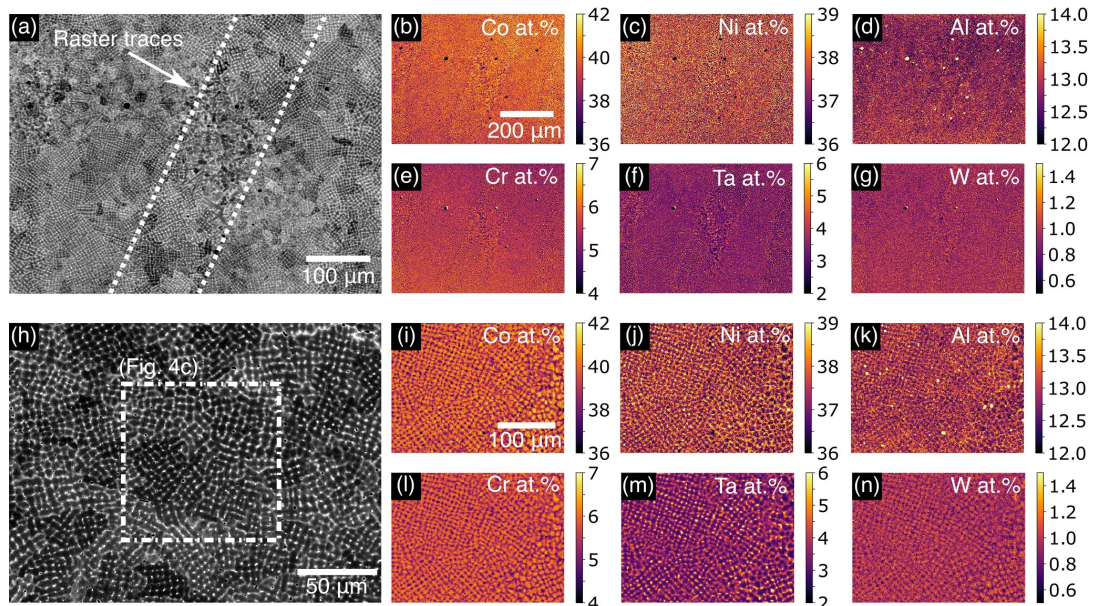 (a)
Raster traces
100 µm
(b)
Co at.%
200 µm
42
40
38
36
(c)
Ni at.%
39
38
37
36
(d)
Al at.%
14.0
13.5
13.0
12.5
12.0
(e)
Cr at.%
7
6
5
4
(f)
Ta at.%
6
5
4
3
2
(g)
W at.%
1.4
1.2
1.0
0.8
0.6
(h)
(Fig. 4c)
50 µm
(i)
Co at.%
100 µm
42
40
38
36
(j)
Ni at.%
39
38
37
36
(k)
Al at.%
14.0
13.5
13.0
12.5
12.0
(l)
Cr at.%
7
6
5
4
(m)
Ta at.%
6
5
4
3
2
(n)
W at.%
1.4
1.2
1.0
0.8
0.6